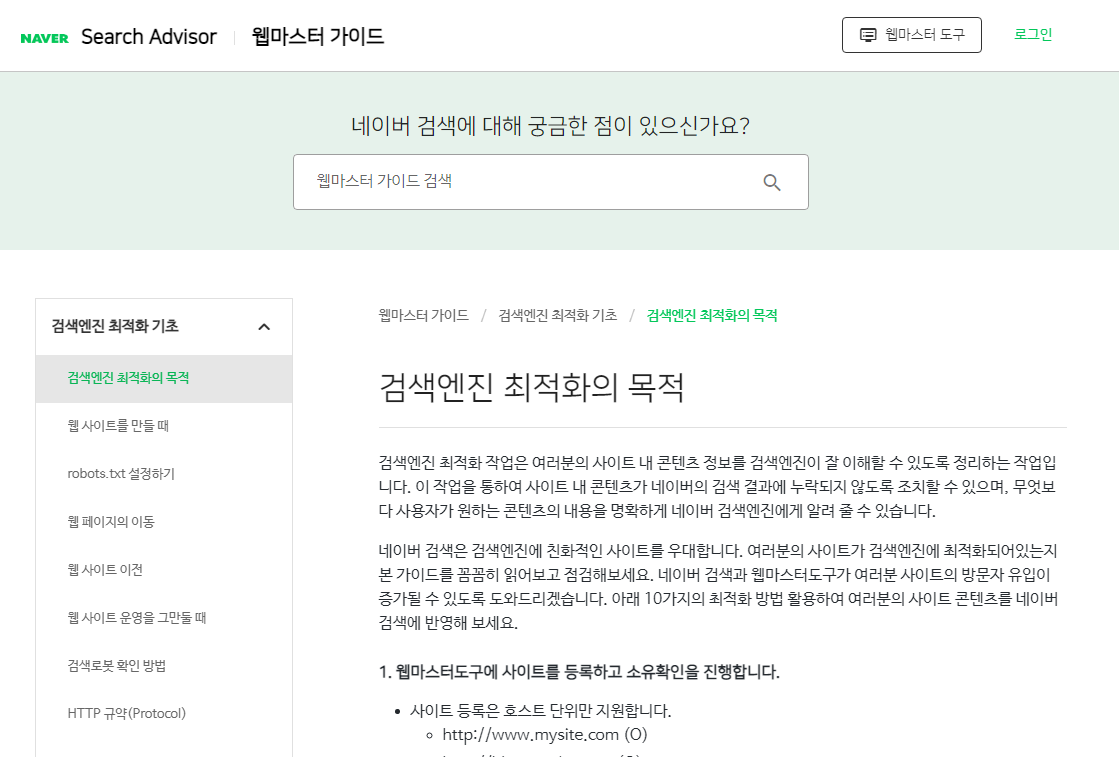 NAVER Search Advisor 웹마스터 가이드
웹마스터 도구
로그인
네이버 검색에 대해 궁금한 점이 있으신가요?
웹마스터 가이드 검색
검색엔진 최적화 기초
검색엔진 최적화의 목적
웹 사이트를 만들 때
robots.txt 설정하기
웹 페이지의 이동
웹 사이트 이전
웹 사이트 운영을 그만둘 때
검색로봇 확인 방법
HTTP 규약(Protocol)
웹마스터 가이드 / 검색엔진 최적화 기초 / 검색엔진 최적화의 목적
검색엔진 최적화의 목적
검색엔진 최적화 작업은 여러분의 사이트 내 콘텐츠 정보를 검색엔진이 잘 이해할 수 있도록 정리하는 작업입
니다. 이 작업을 통하여 사이트 내 콘텐츠가 네이버의 검색 결과에 누락되지 않도록 조치할 수 있으며, 무엇보
다 사용자가 원하는 콘텐츠의 내용을 명확하게 네이버 검색엔진에게 알려 줄 수 있습니다.
네이버 검색은 검색엔진에 친화적인 사이트를 우대합니다. 여러분의 사이트가 검색엔진에 최적화되어있는지
본 가이드를 꼼꼼히 읽어보고 점검해보세요. 네이버 검색과 웹마스터도구가 여러분 사이트의 방문자 유입이
증가될 수 있도록 도와드리겠습니다. 아래 10가지의 최적화 방법 활용하여 여러분의 사이트 콘텐츠를 네이버
검색에 반영해 보세요.
1. 웹마스터도구에 사이트를 등록하고 소유확인을 진행합니다.
• 사이트 등록은 호스트 단위만 지원합니다.
◦ http://www.mysite.com (O)